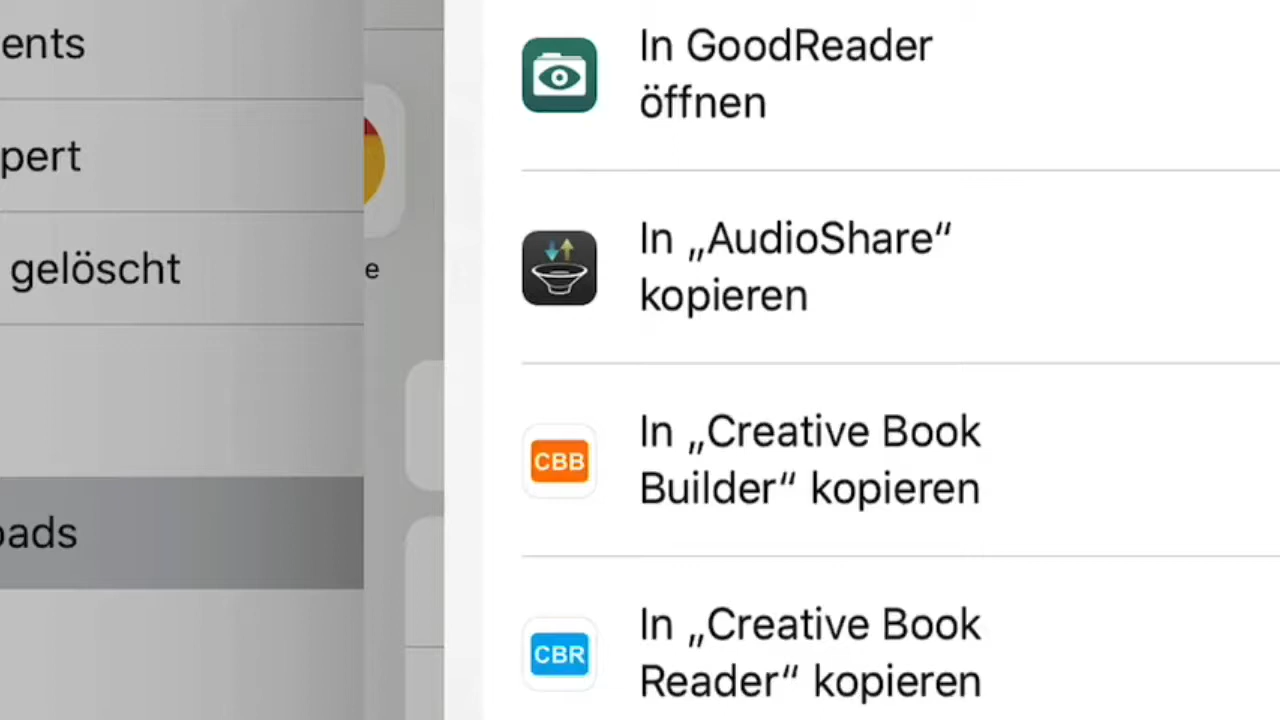 ents
pert
gelöscht
oads
e
In GoodReader
öffnen
In „AudioShare“
kopieren
CBB
In „Creative Book
Builder“ kopieren
CBR
In „Creative Book
Reader“ kopieren